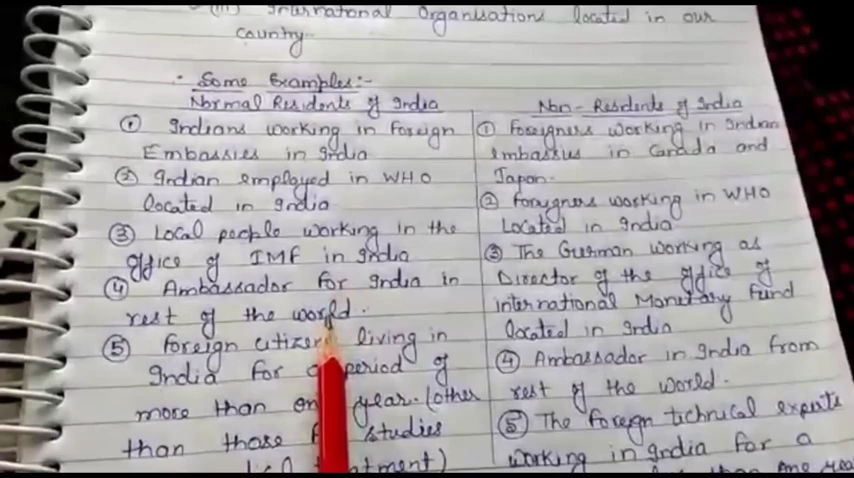 (iii) International Organisations located in our
country.
Some Examples:-
Normal Residents of India
① Indians working in Foreign
Embassies in India
② Indian employed in WHO
located in India
③ Local people working in the
office of IMF in India
④ Ambassador for India in
rest of the world.
⑤ Foreign citizen living in
India for a period of
more than one year. (other
than those for studies
Non-Residents of India
① Foreigners working in Indian
embassies in Canada and
Japan.
② Foreigners working in WHO
Located in India
③ The German working as
Director of the office of
international Monetary fund
located in India
④ Ambassador in India from
rest of the world.
⑤ The foreign technical experts
working in India for a